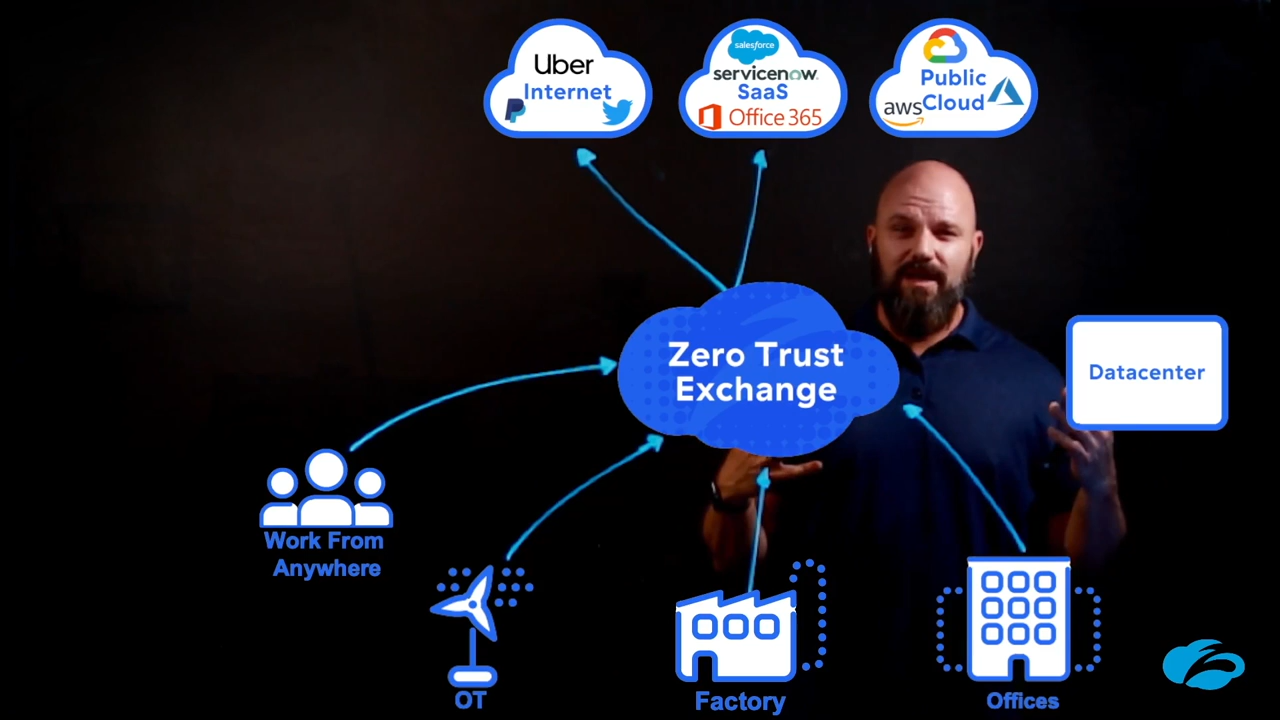 Uber
Internet
salesforce
servicenow
SaaS
Office 365
Public
Cloud
aws
Zero Trust
Exchange
Datacenter
Work From
Anywhere
OT
Factory
Offices